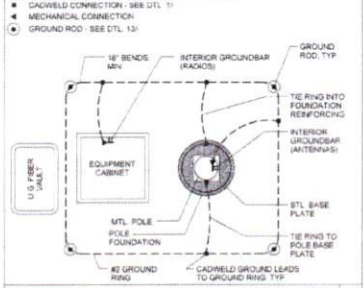 CADWELD CONNECTION - SEE DTL 1/
MECHANICAL CONNECTION
GROUND ROD - SEE DTL. 13/
18" BENDS
MIN
INTERIOR GROUNDBAR
(RADIOS)
GROUND
ROD, TYP
TIE RING INTO
FOUNDATION
REINFORCING
INTERIOR
GROUNDBAR
(ANTENNAS)
EQUIPMENT
CABINET
U.G. FIBER
VAULT
STL BASE
PLATE
MTL. POLE
POLE
FOUNDATION
TIE RING TO
POLE BASE
PLATE
#2 GROUND
RING
CADWELD GROUND LEADS
TO GROUND RING, TYP